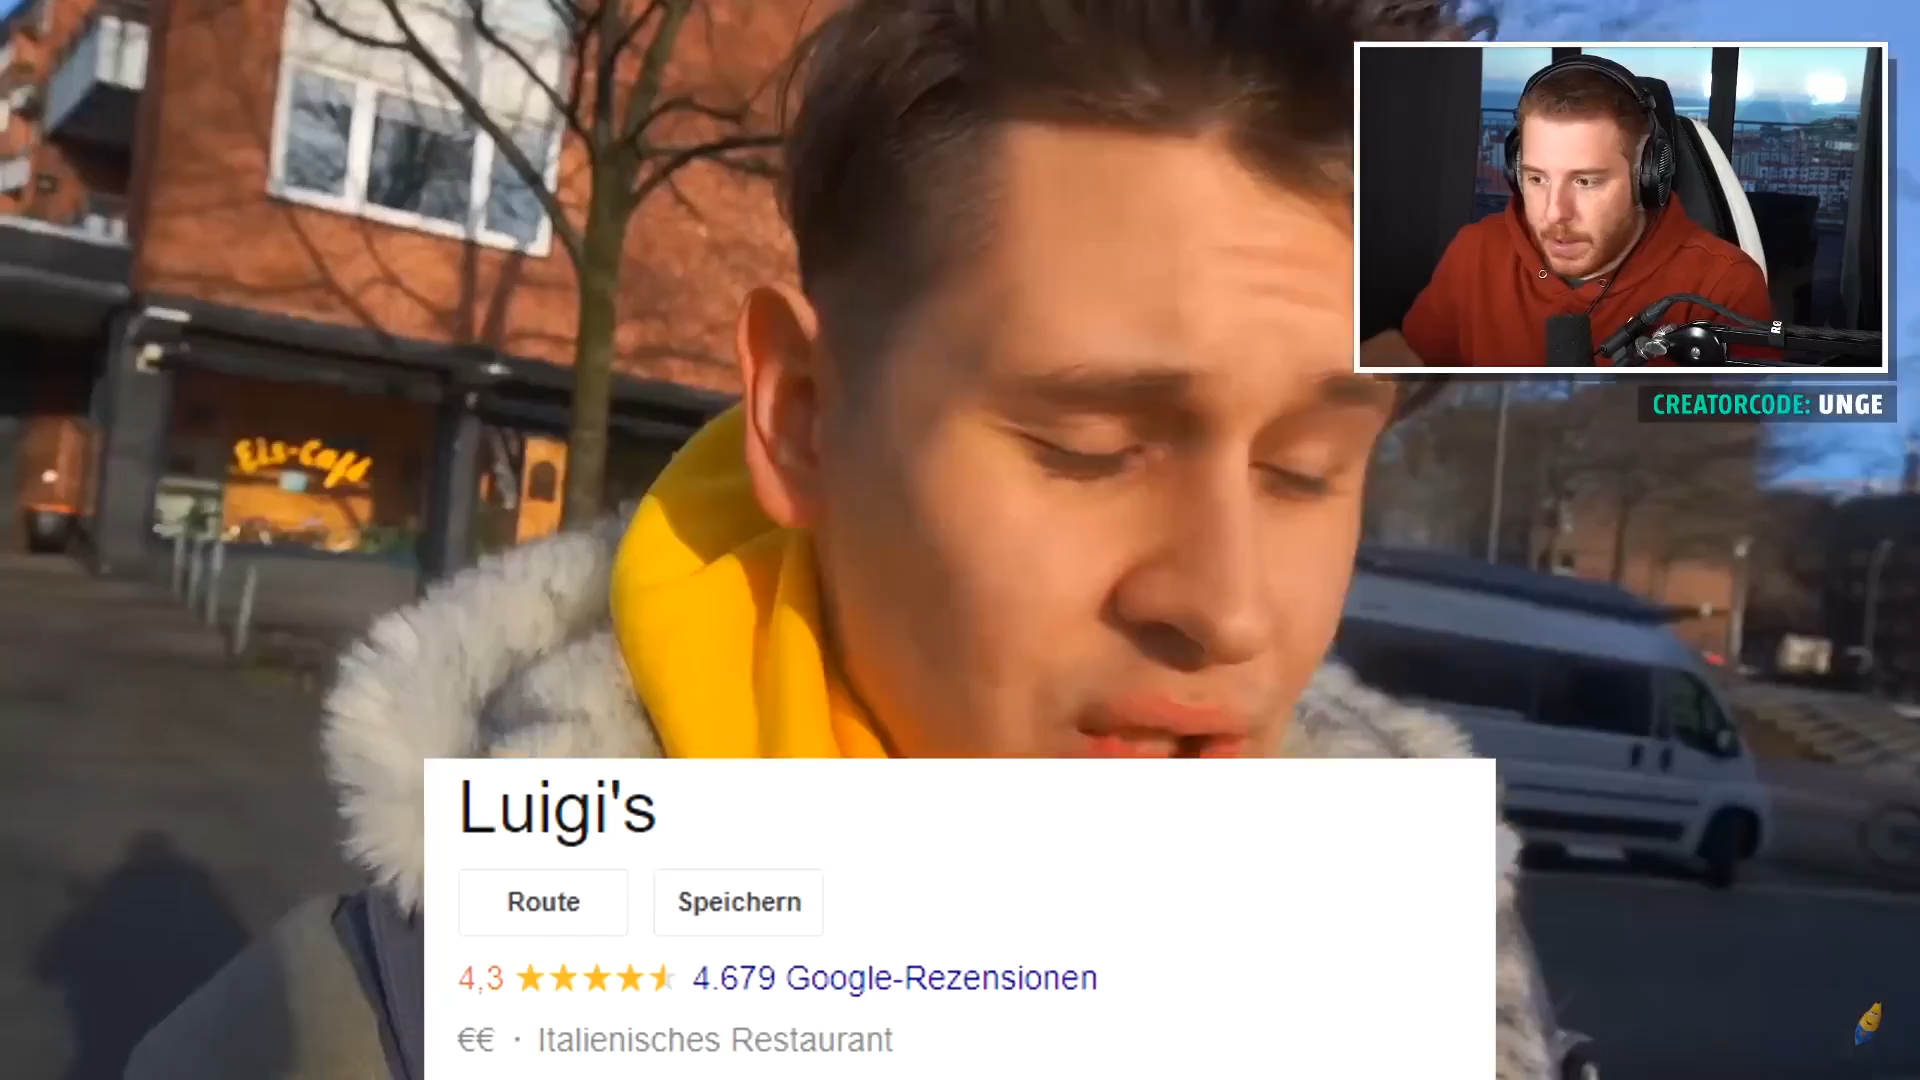 Eis-Café
CREATORCODE: UNGE
Luigi's
Route
Speichern
4,3 4.679 Google-Rezensionen
€€ · Italienisches Restaurant